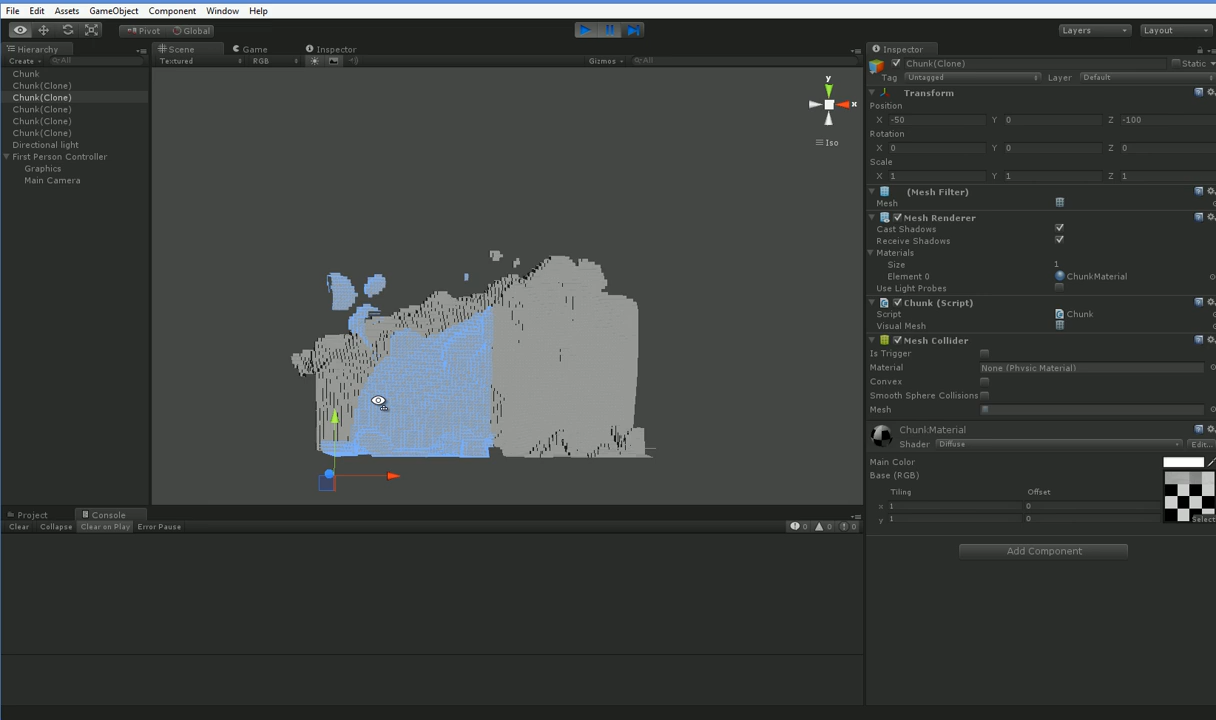 File Edit Assets GameObject Component Window Help
Pivot Global Layers Layout
Hierarchy Scene Game Inspector Inspector
Create All Textured RGB Gizmos All
Chunk
Chunk(Clone)
Chunk(Clone)
Chunk(Clone)
Chunk(Clone)
Chunk(Clone)
Directional light
First Person Controller
Graphics
Main Camera
y
x
Iso
Chunk(Clone) Static
Tag Untagged Layer Default
Transform
Position
X -50 Y 0 Z -100
Rotation
X 0 Y 0 Z 0
Scale
X 1 Y 1 Z 1
(Mesh Filter)
Mesh
Mesh Renderer
Cast Shadows
Receive Shadows
Materials
Size 1
Element 0 ChunkMaterial
Use Light Probes
Chunk (Script)
Script Chunk
Visual Mesh
Mesh Collider
Is Trigger
Material None (Physic Material)
Convex
Smooth Sphere Collisions
Mesh
ChunkMaterial
Shader Diffuse Edit...
Main Color
Base (RGB)
Tiling Offset
x 1 0
y 1 0
Select
Add Component
Project Console
Clear Collapse Clear on Play Error Pause 0 0 0